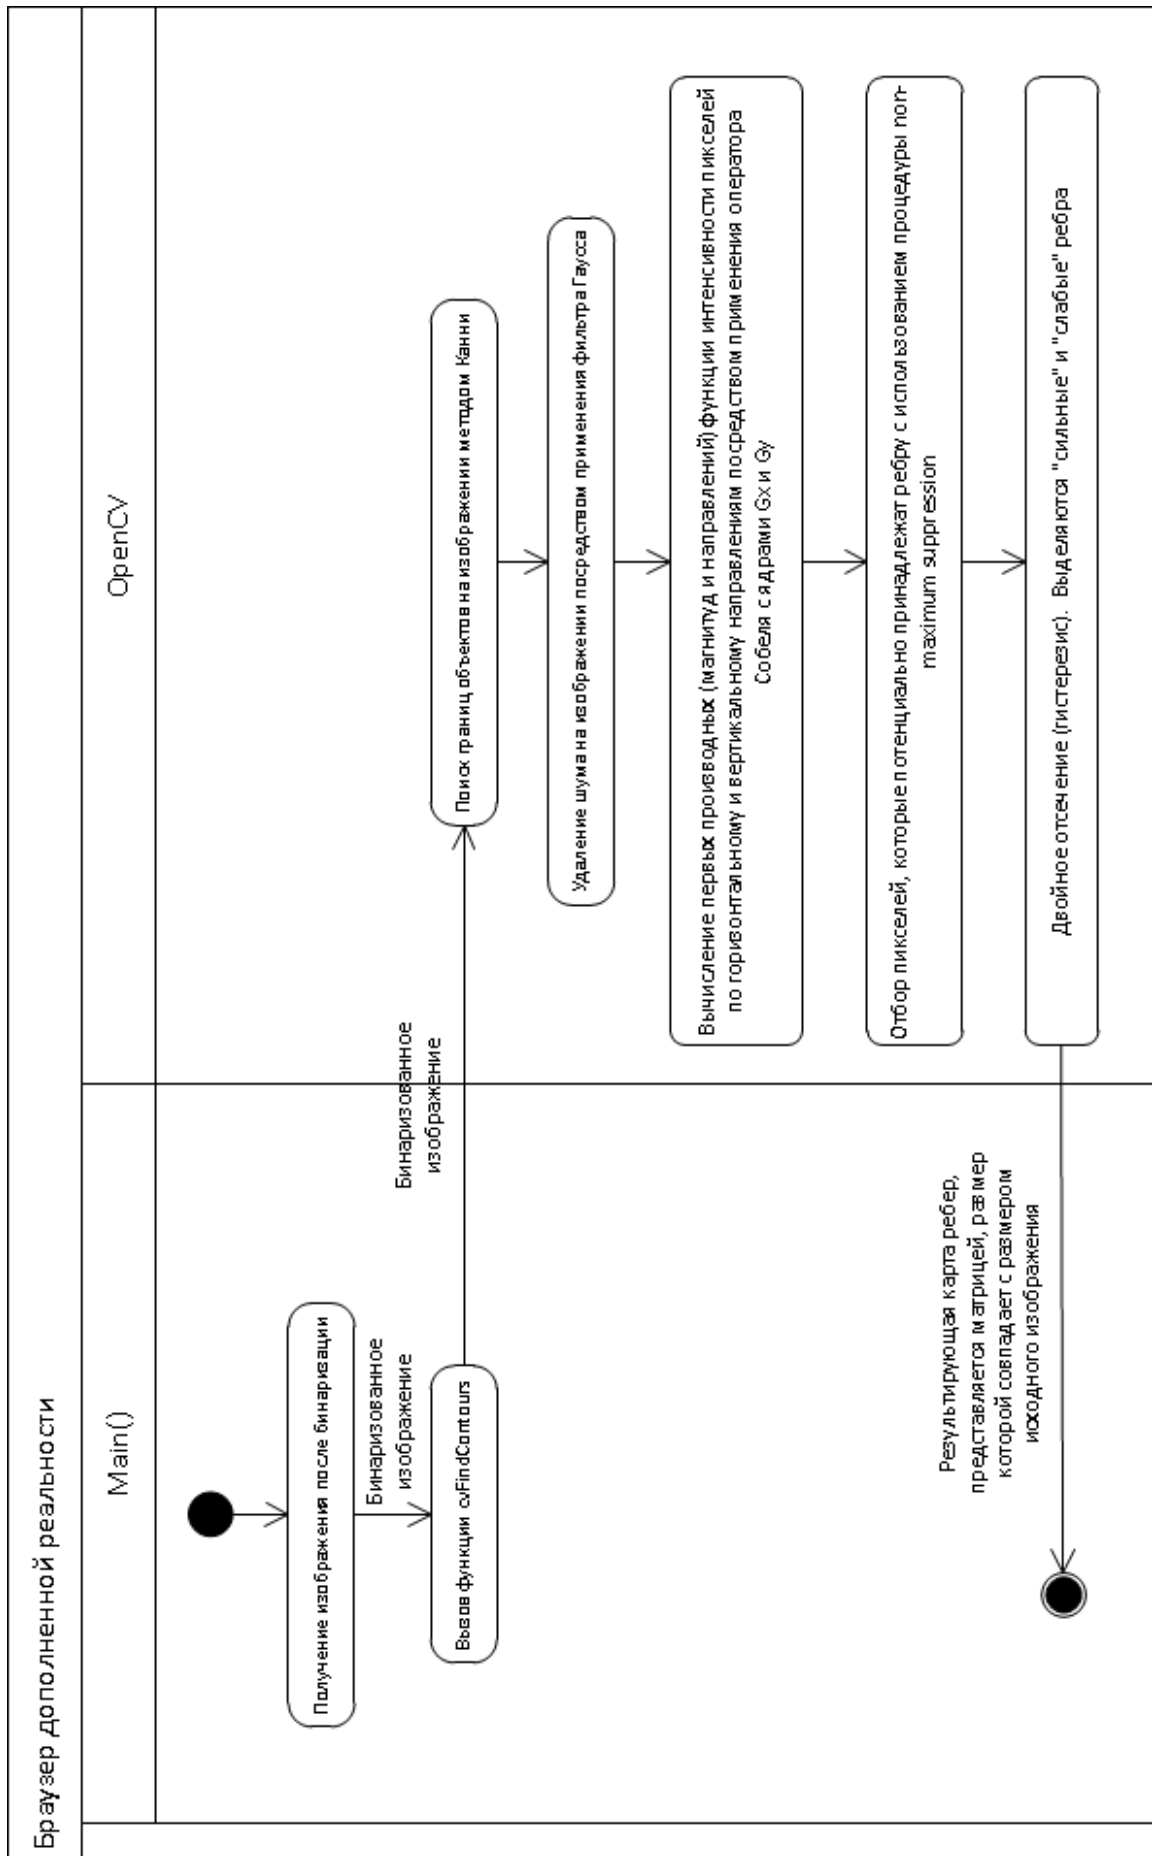 Браузер дополненной реальности
Main()
OpenCV
Получение изображения после бинаризации
Бинаризованное
изображение
Вызов функции cvFindContours
Бинаризованное
изображение
Поиск границ объектов на изображении методом Канни
Удаление шума на изображении посредством применения фильтра Гаусса
Вычисление первых производных (магнитуд и направлений) функции интенсивности пикселей
по горизонтальному и вертикальному направлениям посредством применения оператора
Собеля с ядрами Gx и Gy
Отбор пикселей, которые потенциально принадлежат ребру с использованием процедуры non-
maximum suppression
Двойное отсечение (гистерезис). Выделяются "сильные" и "слабые" ребра
Результирующая карта ребер,
представляется матрицей, размер
которой совпадает с размером
исходного изображения